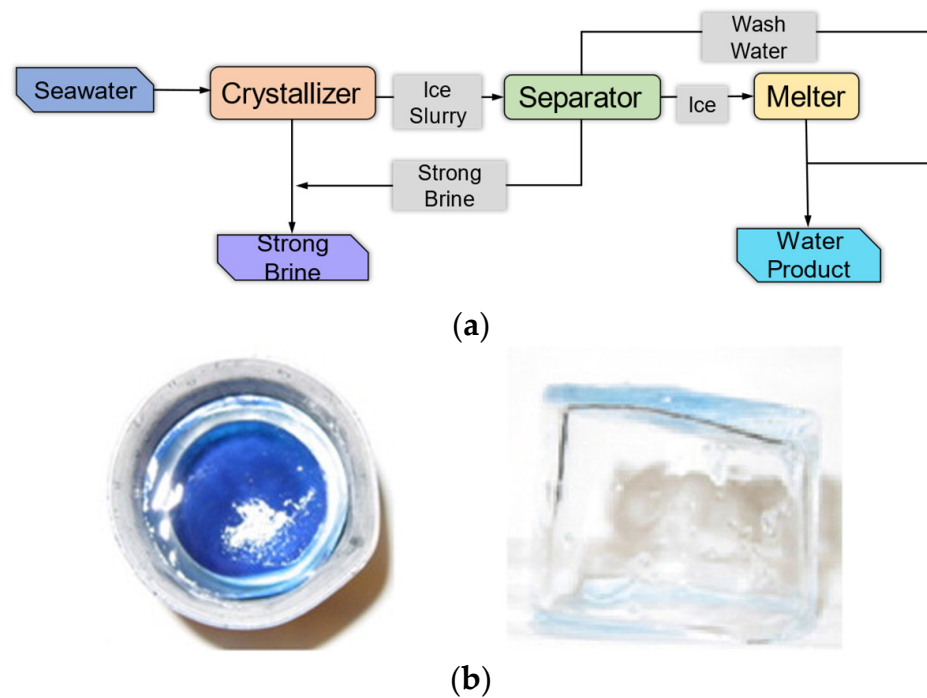 Wash
Water
Seawater
Crystallizer
Ice
Slurry
Separator
Ice
Melter
Strong
Brine
Strong
Brine
Water
Product
(a)
(b)